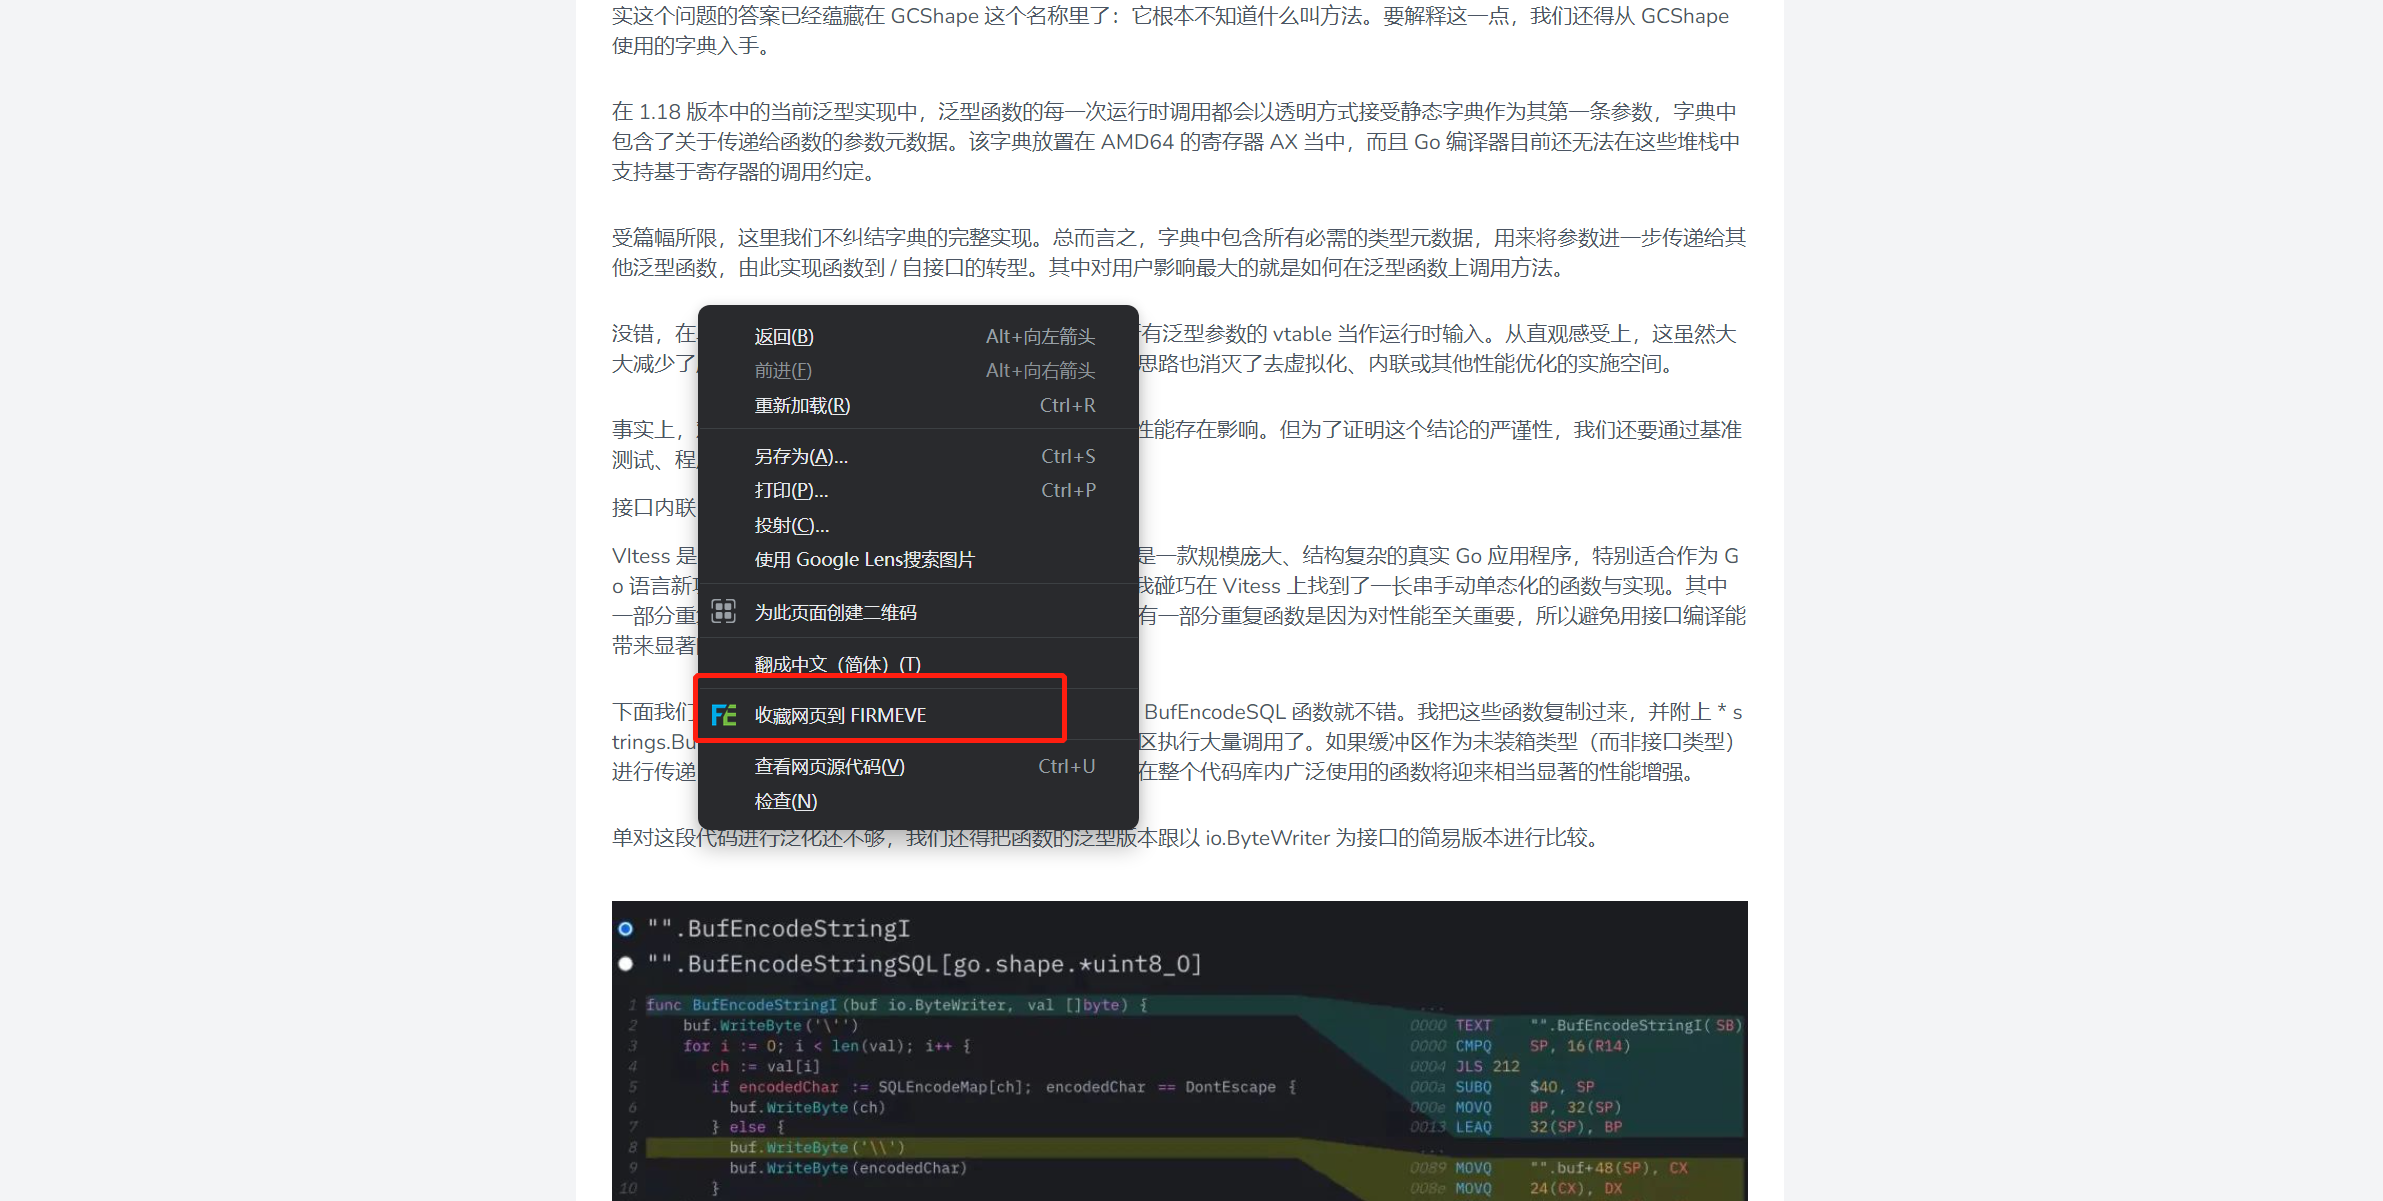 实这个问题的答案已经蕴藏在 GCShape 这个名称里了：它根本不知道什么叫方法。要解释这一点，我们还得从 GCShape
使用的字典入手。
在 1.18 版本中的当前泛型实现中，泛型函数的每一次运行时调用都会以透明方式接受静态字典作为其第一条参数，字典中
包含了关于传递给函数的参数元数据。该字典放置在 AMD64 的寄存器 AX 当中，而且 Go 编译器目前还无法在这些堆栈中
支持基于寄存器的调用约定。
受篇幅所限，这里我们不纠结字典的完整实现。总而言之，字典中包含所有必需的类型元数据，用来将参数进一步传递给其
他泛型函数，由此实现函数到 / 自接口的转型。其中对用户影响最大的就是如何在泛型函数上调用方法。
没错，在 有泛型参数的 vtable 当作运行时输入。从直观感受上，这虽然大
大减少了 思路也消灭了去虚拟化、内联或其他性能优化的实施空间。
事实上， 性能存在影响。但为了证明这个结论的严谨性，我们还要通过基准
测试、程
接口内联
VItess 是 是一款规模庞大、结构复杂的真实 Go 应用程序，特别适合作为 G
o 语言新 我碰巧在 Vitess 上找到了一长串手动单态化的函数与实现。其中
一部分重 有一部分重复函数是因为对性能至关重要，所以避免用接口编译能
带来显著
下面我们 BufEncodeSQL 函数就不错。我把这些函数复制过来，并附上 * s
trings.Bu 区执行大量调用了。如果缓冲区作为未装箱类型（而非接口类型）
进行传递 在整个代码库内广泛使用的函数将迎来相当显著的性能增强。
单对这段代码进行泛化还不够，我们还得把函数的泛型版本跟以 io.ByteWriter 为接口的简易版本进行比较。
返回(B) Alt+向左箭头
前进(F) Alt+向右箭头
重新加载(R) Ctrl+R
另存为(A)... Ctrl+S
打印(P)... Ctrl+P
投射(C)...
使用 Google Lens搜索图片
为此页面创建二维码
翻成中文（简体）(T)
FE 收藏网页到 FIRMEVE
查看网页源代码(V) Ctrl+U
检查(N)
"".BufEncodeStringI
"".BufEncodeStringSQL[go.shape.*uint8_0]
1 func BufEncodeStringI(buf io.ByteWriter, val []byte) {
2 buf.WriteByte('\'')
3 for i := 0; i < len(val); i++ {
4 ch := val[i]
5 if encodedChar := SQLEncodeMap[ch]; encodedChar == DontEscape {
6 buf.WriteByte(ch)
7 } else {
8 buf.WriteByte('\\')
9 buf.WriteByte(encodedChar)
10 }
...
0000 TEXT "".BufEncodeStringI(SB)
0000 CMPQ SP, 16(R14)
0004 JLS 212
000a SUBQ $40, SP
000e MOVQ BP, 32(SP)
0013 LEAQ 32(SP), BP
...
0089 MOVQ "".buf+48(SP), CX
008e MOVQ 24(CX), DX